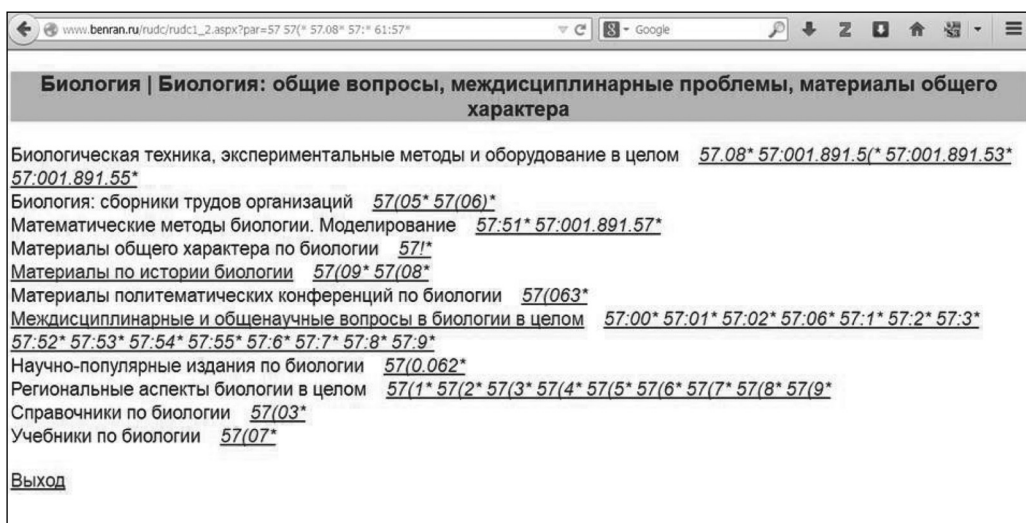 www.benran.ru/rudc/rudc1_2.aspx?par=57 57(* 57.08* 57:* 61:57*
Google
Биология | Биология: общие вопросы, междисциплинарные проблемы, материалы общего
характера
Биологическая техника, экспериментальные методы и оборудование в целом 57.08* 57:001.891.5(* 57:001.891.53*
57:001.891.55*
Биология: сборники трудов организаций 57(05* 57(06)*
Математические методы биологии. Моделирование 57:51* 57:001.891.57*
Материалы общего характера по биологии 57!*
Материалы по истории биологии 57(09* 57(08*
Материалы политематических конференций по биологии 57(063*
Междисциплинарные и общенаучные вопросы в биологии в целом 57:00* 57:01* 57:02* 57:06* 57:1* 57:2* 57:3*
57:52* 57:53* 57:54* 57:55* 57:6* 57:7* 57:8* 57:9*
Научно-популярные издания по биологии 57(0.062*
Региональные аспекты биологии в целом 57(1* 57(2* 57(3* 57(4* 57(5* 57(6* 57(7* 57(8* 57(9*
Справочники по биологии 57(03*
Учебники по биологии 57(07*
Выход